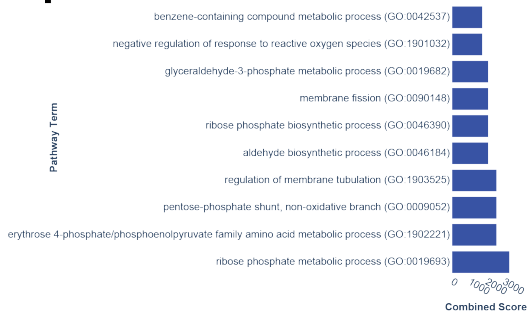 benzene-containing compound metabolic process (GO:0042537)
negative regulation of response to reactive oxygen species (GO:1901032)
glyceraldehyde-3-phosphate metabolic process (GO:0019682)
membrane fission (GO:0090148)
ribose phosphate biosynthetic process (GO:0046390)
aldehyde biosynthetic process (GO:0046184)
regulation of membrane tubulation (GO:1903525)
pentose-phosphate shunt, non-oxidative branch (GO:0009052)
erythrose 4-phosphate/phosphoenolpyruvate family amino acid metabolic process (GO:1902221)
ribose phosphate metabolic process (GO:0019693)
Pathway Term
0 1000 2000 3000
Combined Score